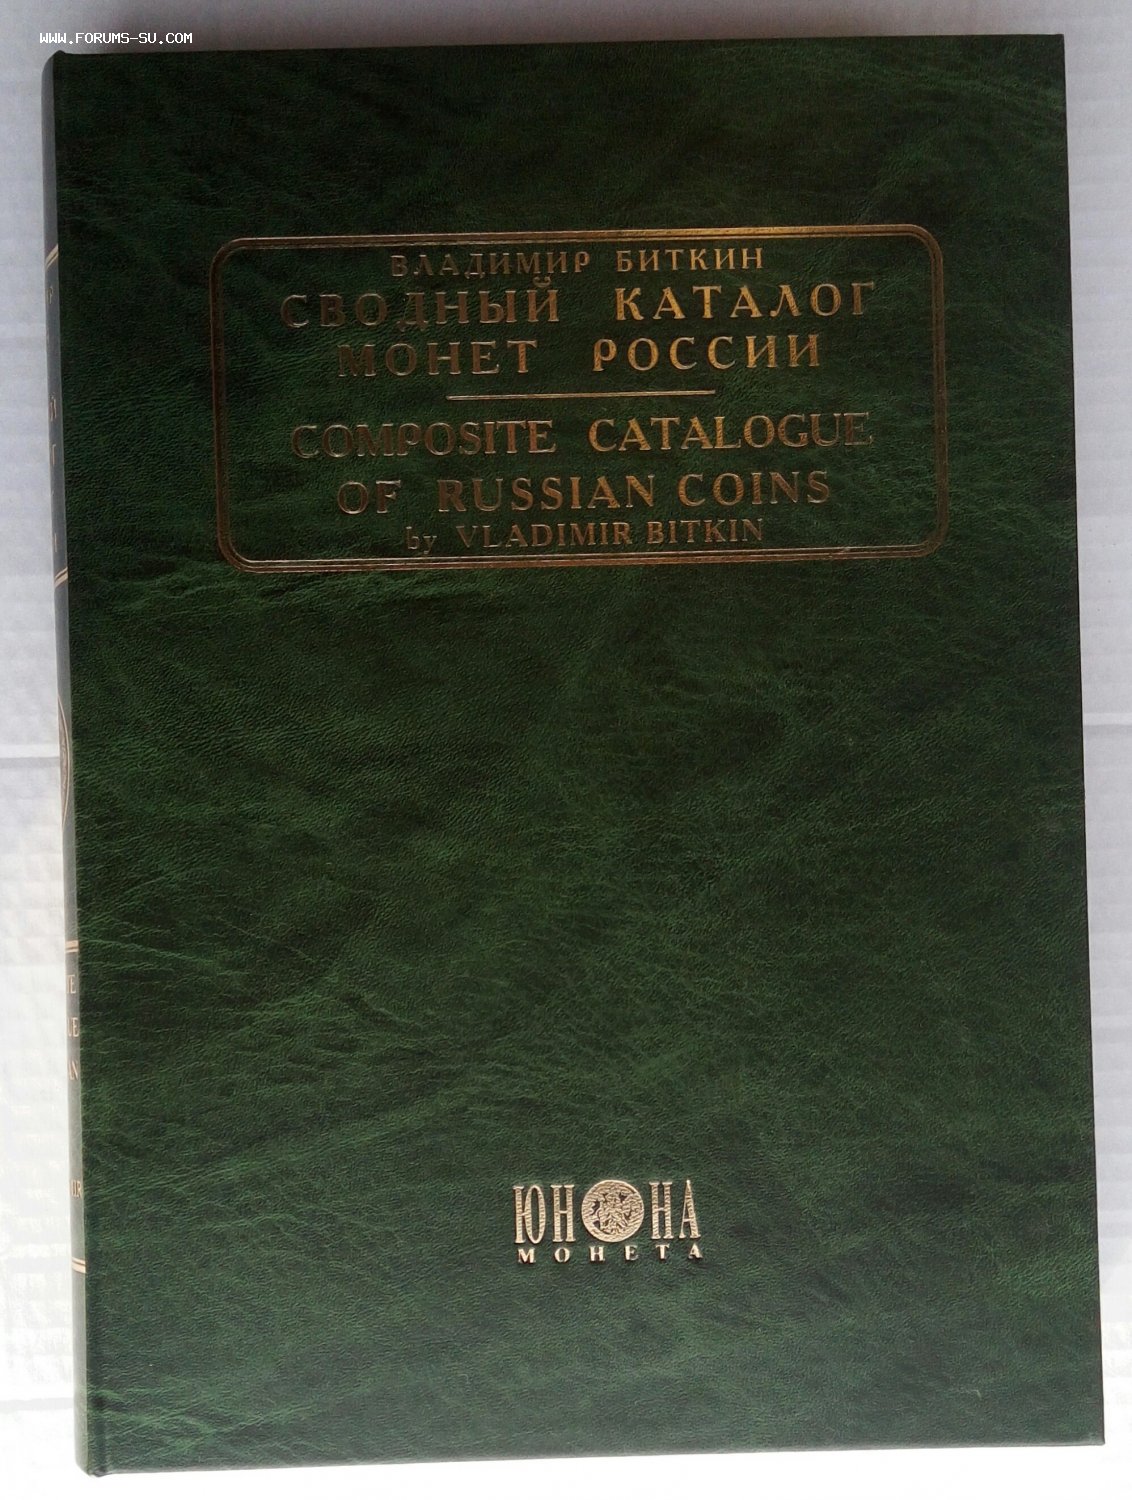 WWW.FORUMS-SU.COM
ВЛАДИМИР БИТКИН
СВОДНЫЙ КАТАЛОГ
МОНЕТ РОССИИ
COMPOSITE CATALOGUE
OF RUSSIAN COINS
by VLADIMIR BITKIN
ЮНОНА
МОНЕТА